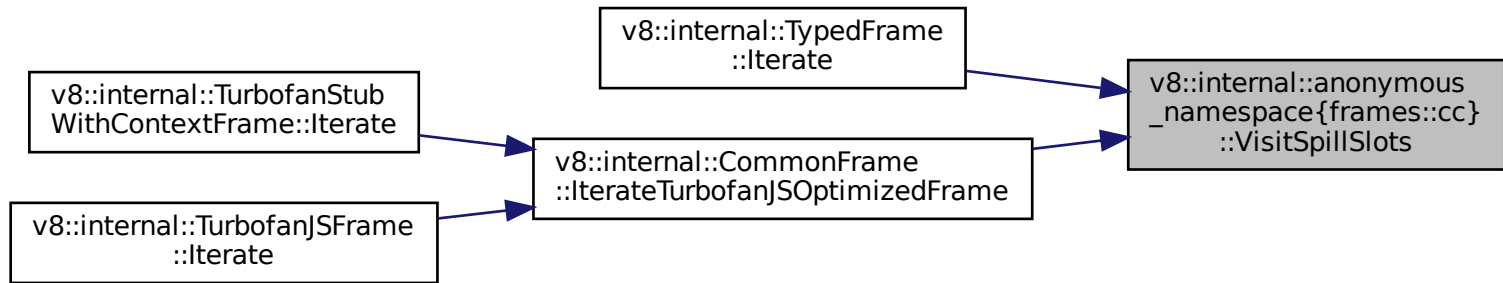 v8::internal::TypedFrame
::Iterate
v8::internal::anonymous
_namespace{frames::cc}
::VisitSpillSlots
v8::internal::TurbofanStub
WithContextFrame::Iterate
v8::internal::CommonFrame
::IterateTurbofanJSOptimizedFrame
v8::internal::TurbofanJSFrame
::Iterate